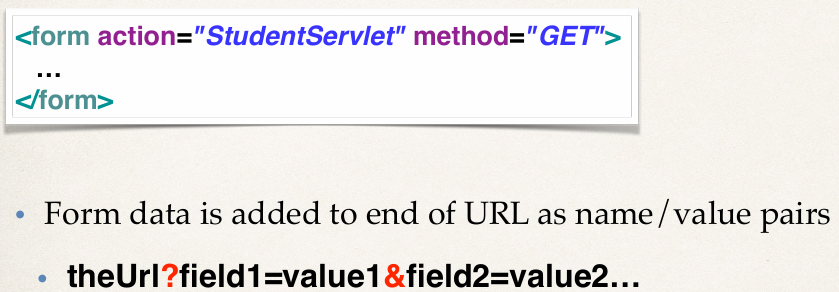 <form action="StudentServlet" method="GET">
...
</form>
• Form data is added to end of URL as name/value pairs
• theUrl?field1=value1&field2=value2...